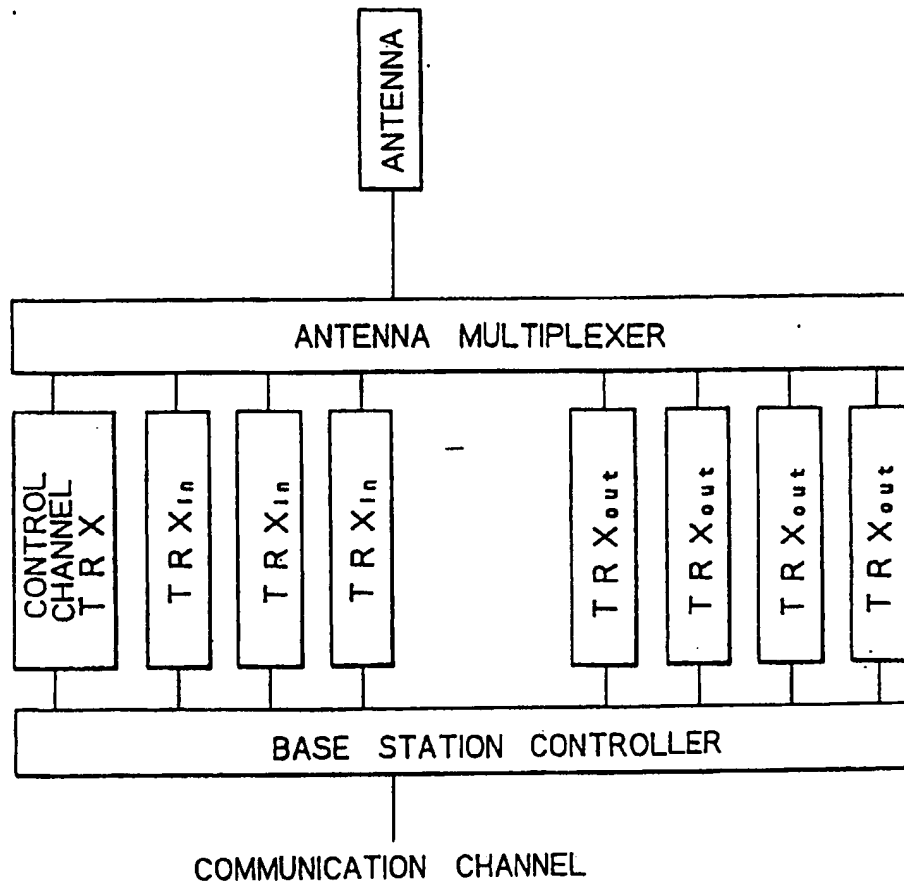 ANTENNA
ANTENNA MULTIPLEXER
CONTROL
CHANNEL
TRX
TRXIn
TRXIn
TRXIn
TRXout
TRXout
TRXout
TRXout
BASE STATION CONTROLLER
COMMUNICATION CHANNEL